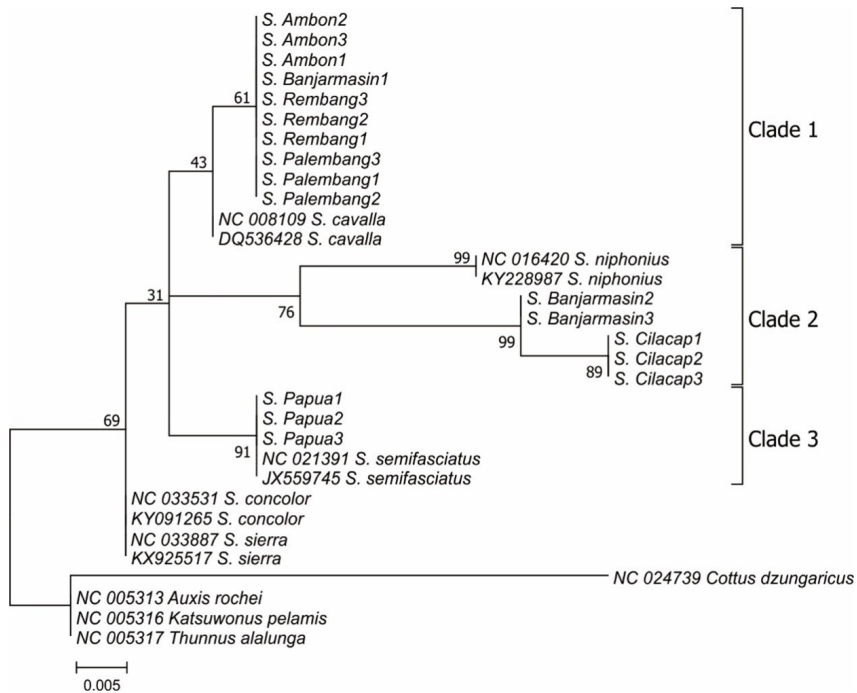 S. Ambon2
S. Ambon3
S. Ambon1
S. Banjarmasin1
61
S. Rembang3
S. Rembang2
Clade 1
S. Rembang1
43
S. Palembang3
S. Palembang1
S. Palembang2
NC 008109 S. cavalla
DQ536428 S. cavalla
99
NC 016420 S. niphonius
KY228987 S. niphonius
31
S. Banjarmasin2
76
S. Banjarmasin3
Clade 2
99
S. Cilacap1
S. Cilacap2
89
S. Cilacap3
S. Papua1
69
S. Papua2
S. Papua3
Clade 3
91
NC 021391 S. semifasciatus
JX559745 S. semifasciatus
NC 033531 S. concolor
KY091265 S. concolor
NC 033887 S. sierra
KX925517 S. sierra
NC 024739 Cottus dzungaricus
NC 005313 Auxis rochei
NC 005316 Katsuwonus pelamis
NC 005317 Thunnus alalunga
0.005